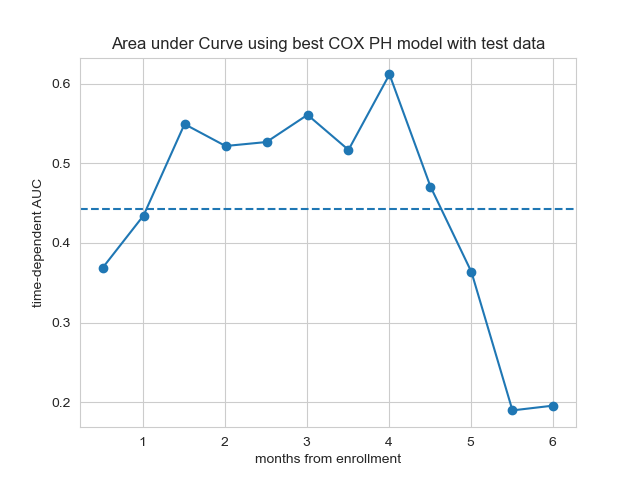 Area under Curve using best COX PH model with test data
time-dependent AUC
0.6
0.5
0.4
0.3
0.2
1 2 3 4 5 6
months from enrollment